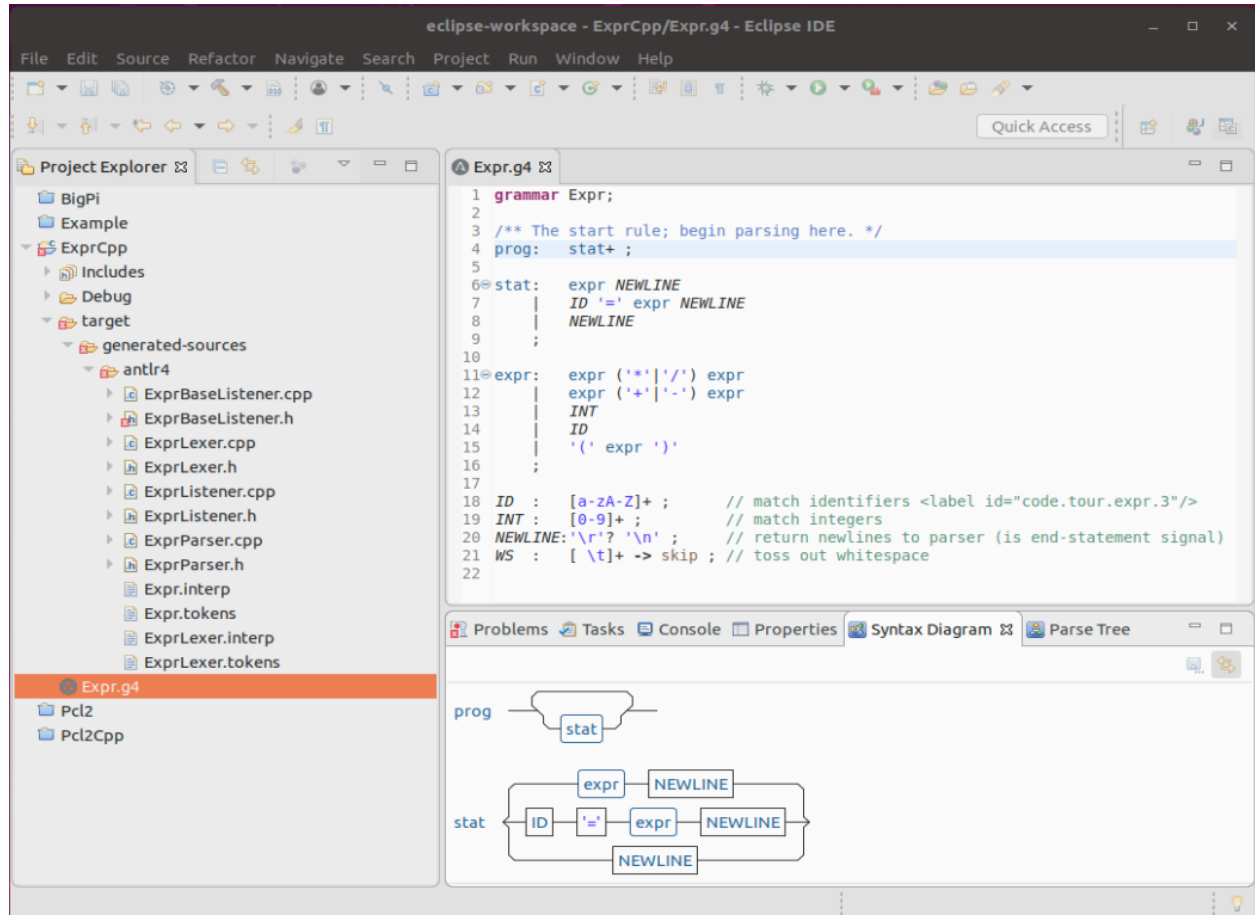 eclipse-workspace - ExprCpp/Expr.g4 - Eclipse IDE
File Edit Source Refactor Navigate Search Project Run Window Help
Quick Access
Project Explorer
BigPi
Example
ExprCpp
Includes
Debug
target
generated-sources
antlr4
ExprBaseListener.cpp
ExprBaseListener.h
ExprLexer.cpp
ExprLexer.h
ExprListener.cpp
ExprListener.h
ExprParser.cpp
ExprParser.h
Expr.interp
Expr.tokens
ExprLexer.interp
ExprLexer.tokens
Expr.g4
Pcl2
Pcl2Cpp
Expr.g4
1 grammar Expr;
2
3 /** The start rule; begin parsing here. */
4 prog:   stat+ ;
5
6 stat:   expr NEWLINE
7     |   ID '=' expr NEWLINE
8     |   NEWLINE
9     ;
10
11 expr:   expr ('*'|'/') expr
12     |   expr ('+'|'-') expr
13     |   INT
14     |   ID
15     |   '(' expr ')'
16     ;
17
18 ID  :   [a-zA-Z]+ ;      // match identifiers <label id="code.tour.expr.3"/>
19 INT :   [0-9]+ ;         // match integers
20 NEWLINE:'\r'? '\n' ;     // return newlines to parser (is end-statement signal)
21 WS  :   [ \t]+ -> skip ; // toss out whitespace
22
Problems Tasks Console Properties Syntax Diagram Parse Tree
prog
stat
expr NEWLINE
stat ID '=' expr NEWLINE
NEWLINE